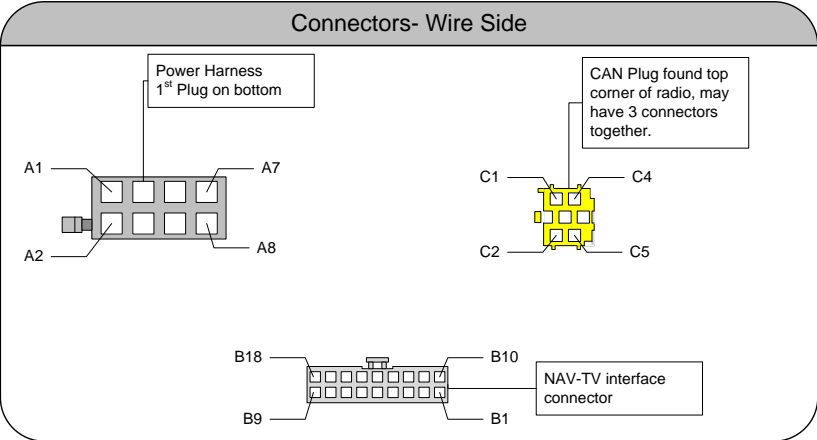 Connectors- Wire Side
Power Harness
1st Plug on bottom
CAN Plug found top
corner of radio, may
have 3 connectors
together.
A1
A7
C1
C4
A2
A8
C2
C5
B18
B10
NAV-TV interface
connector
B9
B1